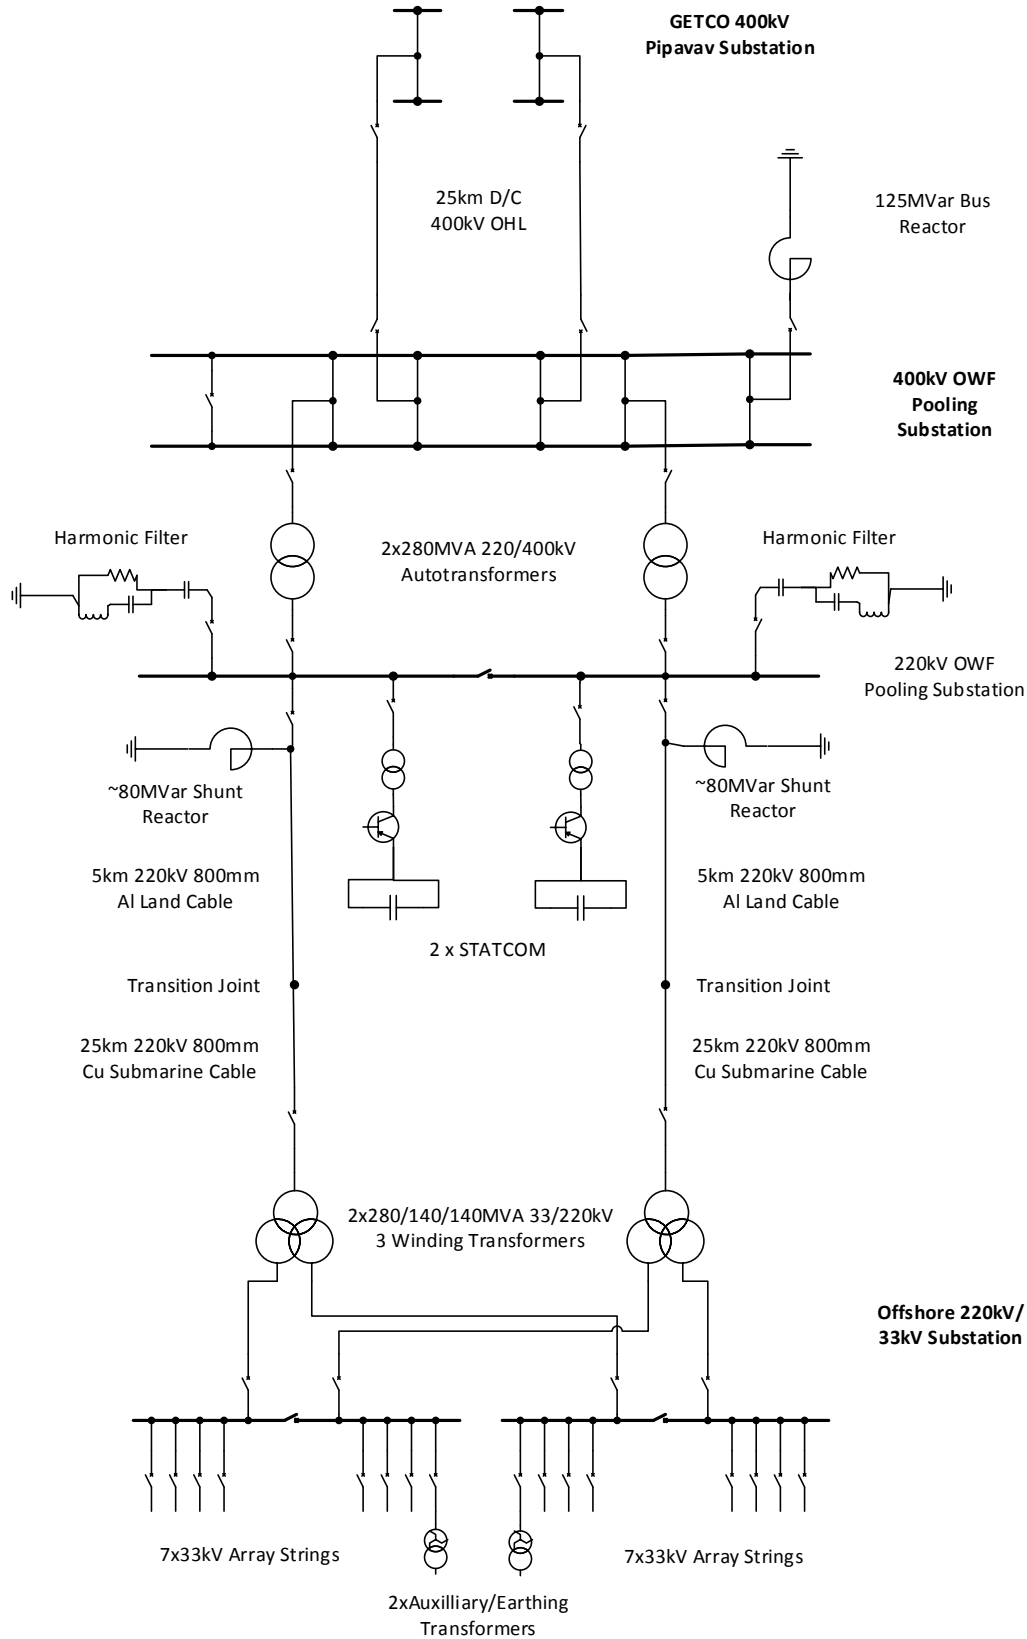 GETCO 400kV
Pipavav Substation
25km D/C
400kV OHL
125MVar Bus
Reactor
400kV OWF
Pooling
Substation
Harmonic Filter
2x280MVA 220/400kV
Autotransformers
Harmonic Filter
220kV OWF
Pooling Substation
~80MVar Shunt
Reactor
~80MVar Shunt
Reactor
5km 220kV 800mm
Al Land Cable
5km 220kV 800mm
Al Land Cable
2 x STATCOM
Transition Joint
Transition Joint
25km 220kV 800mm
Cu Submarine Cable
25km 220kV 800mm
Cu Submarine Cable
2x280/140/140MVA 33/220kV
3 Winding Transformers
Offshore 220kV/
33kV Substation
7x33kV Array Strings
7x33kV Array Strings
2xAuxilliary/Earthing
Transformers